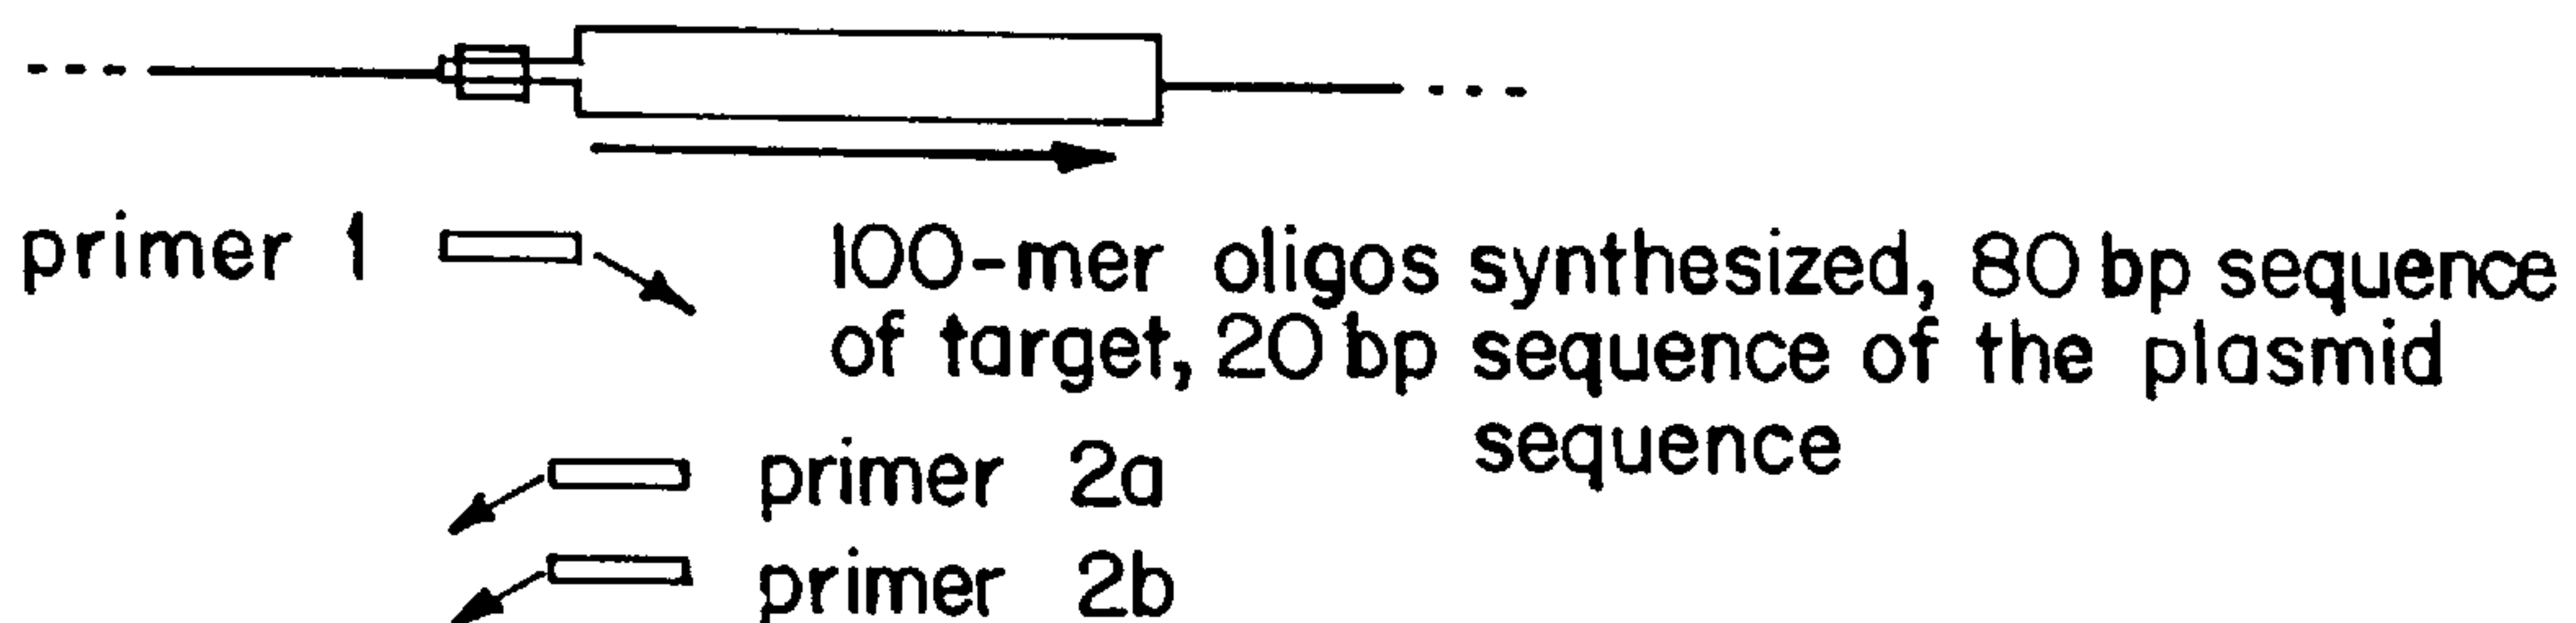 primer 1
100-mer oligos synthesized, 80 bp sequence
of target, 20 bp sequence of the plasmid
sequence
primer 2a
primer 2b